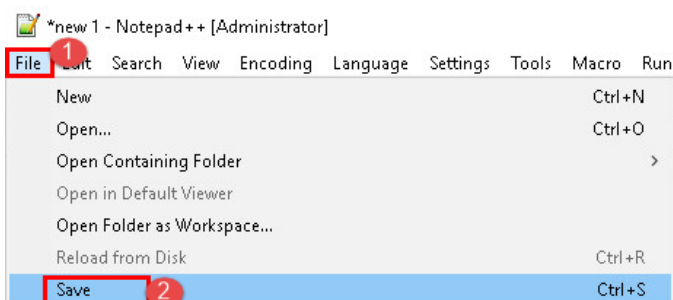 *new 1 - Notepad++ [Administrator]
1
File Edit Search View Encoding Language Settings Tools Macro Run
New Ctrl+N
Open... Ctrl+O
Open Containing Folder >
Open in Default Viewer
Open Folder as Workspace...
Reload from Disk Ctrl+R
Save 2 Ctrl+S